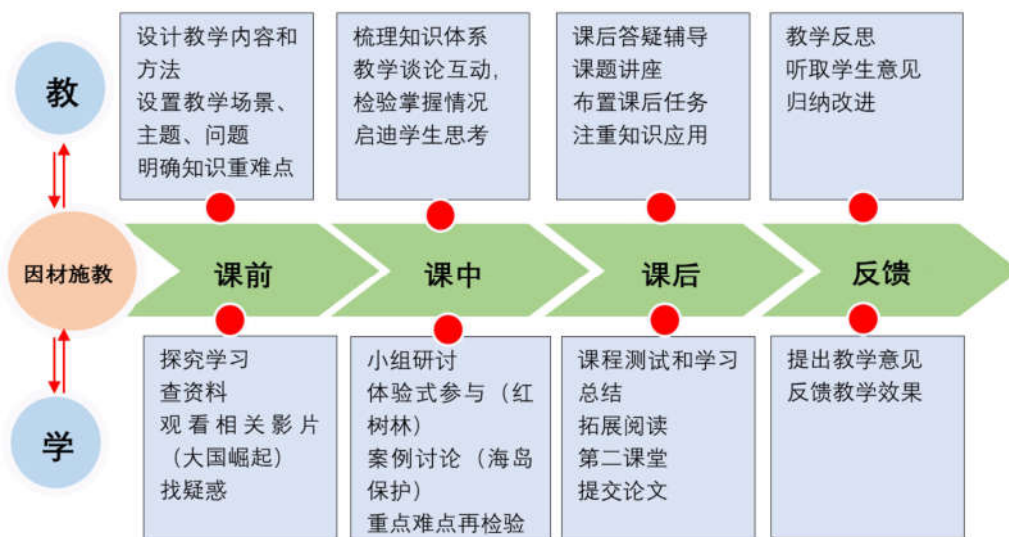 教
设计教学内容和
方法
设置教学场景、
主题、问题
明确知识重难点
梳理知识体系
教学谈论互动，
检验掌握情况
启迪学生思考
课后答疑辅导
课题讲座
布置课后任务
注重知识应用
教学反思
听取学生意见
归纳改进
因材施教
课前
课中
课后
反馈
学
探究学习
查资料
观看相关影片
（大国崛起）
找疑惑
小组研讨
体验式参与（红
树林）
案例讨论（海岛
保护）
重点难点再检验
课程测试和学习
总结
拓展阅读
第二课堂
提交论文
提出教学意见
反馈教学效果